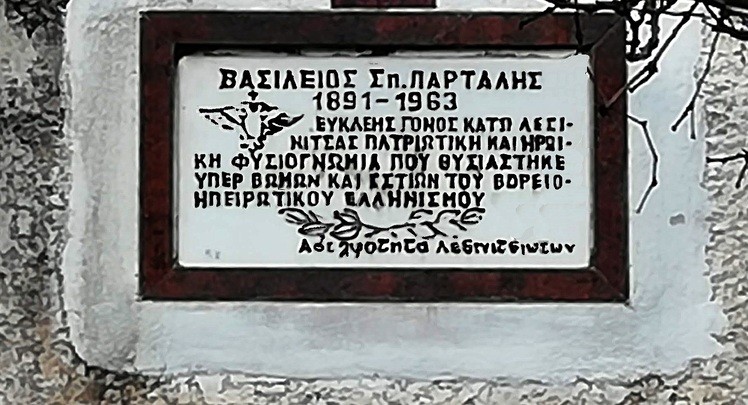 ΒΑΣΙΛΕΙΟΣ Σπ. ΠΑΡΤΑΛΗΣ
1891-1963
ΕΥΚΛΕΗΣ ΓΟΝΟΣ ΚΑΤΩ ΛΕΣΙ-
ΝΙΤΣΑΣ ΠΑΤΡΙΩΤΙΚΗ ΚΑΙ ΗΡΩΙ-
ΚΗ ΦΥΣΙΟΓΝΩΜΙΑ ΠΟΥ ΘΥΣΙΑΣΤΗΚΕ
ΥΠΕΡ ΒΩΜΩΝ ΚΑΙ ΕΣΤΙΩΝ ΤΟΥ ΒΟΡΕΙΟ-
ΗΠΕΙΡΩΤΙΚΟΥ ΕΛΛΗΝΙΣΜΟΥ
Αδελφότητα Λεσινιτσιωτων